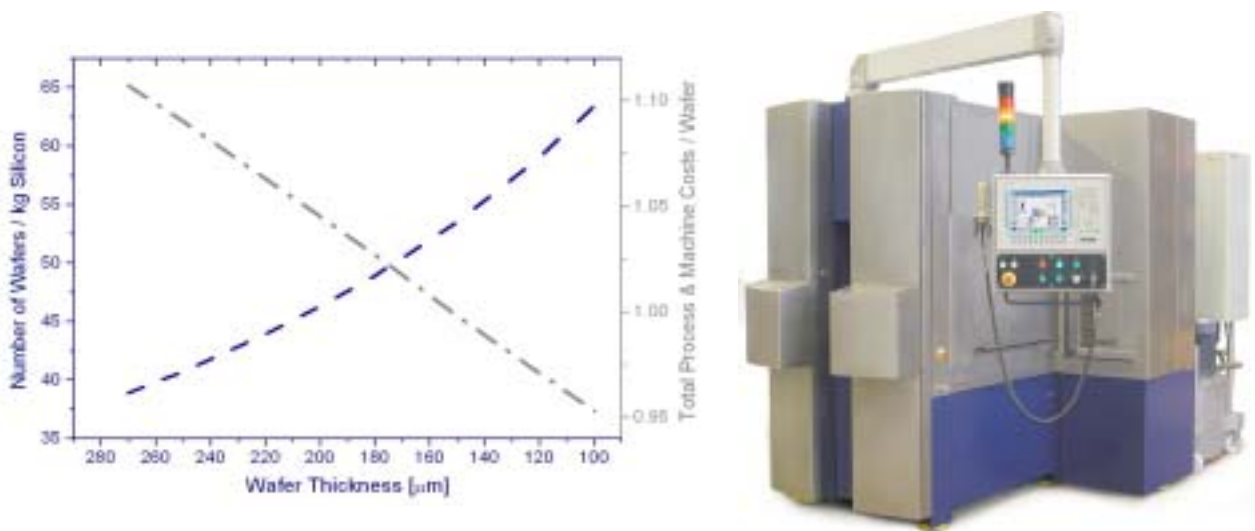 Number of Wafers / kg Silicon
65
60
55
50
45
40
35
280 260 240 220 200 180 160 140 120 100
Wafer Thickness [µm]
1.10
1.05
1.00
0.95
Total Process & Machine Costs / Wafer